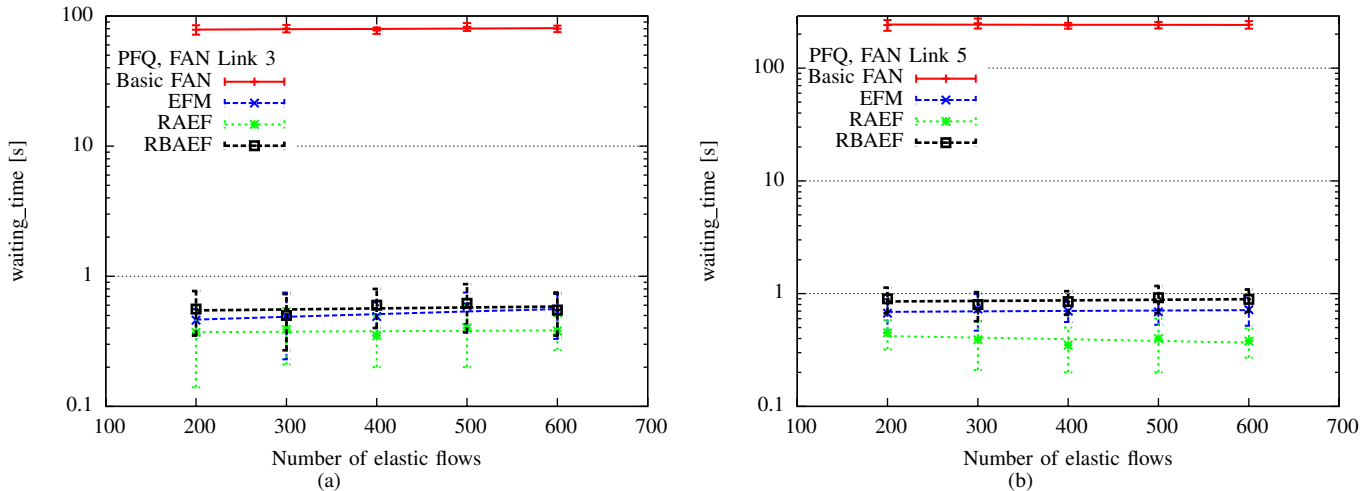 100
10
1
0.1
waiting_time [s]
PFQ, FAN Link 3
Basic FAN
EFM
RAEF
RBAEF
100 200 300 400 500 600 700
Number of elastic flows
(a)
100
10
1
0.1
waiting_time [s]
PFQ, FAN Link 5
Basic FAN
EFM
RAEF
RBAEF
100 200 300 400 500 600 700
Number of elastic flows
(b)